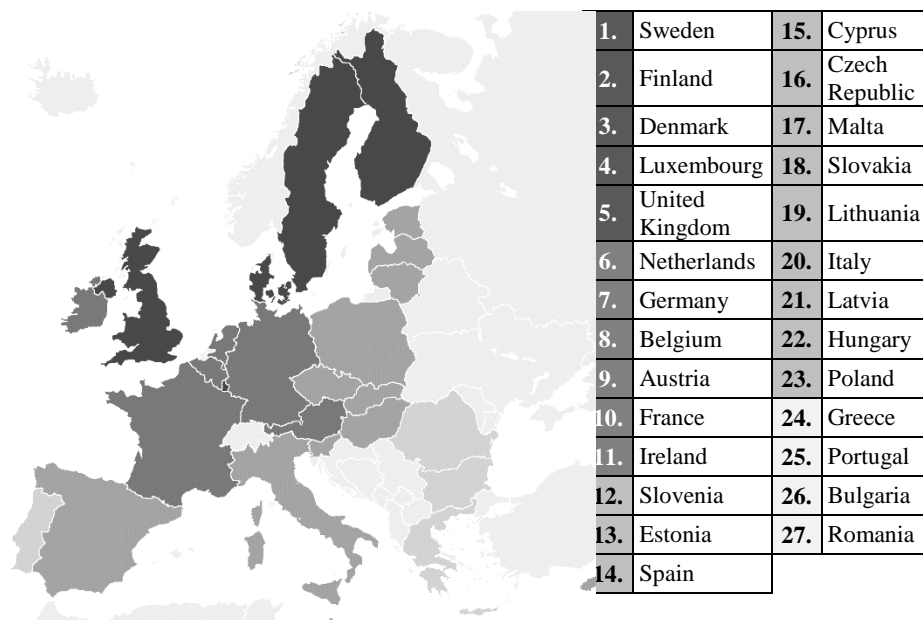 1. Sweden 15. Cyprus
2. Finland 16. Czech
Republic
3. Denmark 17. Malta
4. Luxembourg 18. Slovakia
5. United
Kingdom 19. Lithuania
6. Netherlands 20. Italy
7. Germany 21. Latvia
8. Belgium 22. Hungary
9. Austria 23. Poland
10. France 24. Greece
11. Ireland 25. Portugal
12. Slovenia 26. Bulgaria
13. Estonia 27. Romania
14. Spain